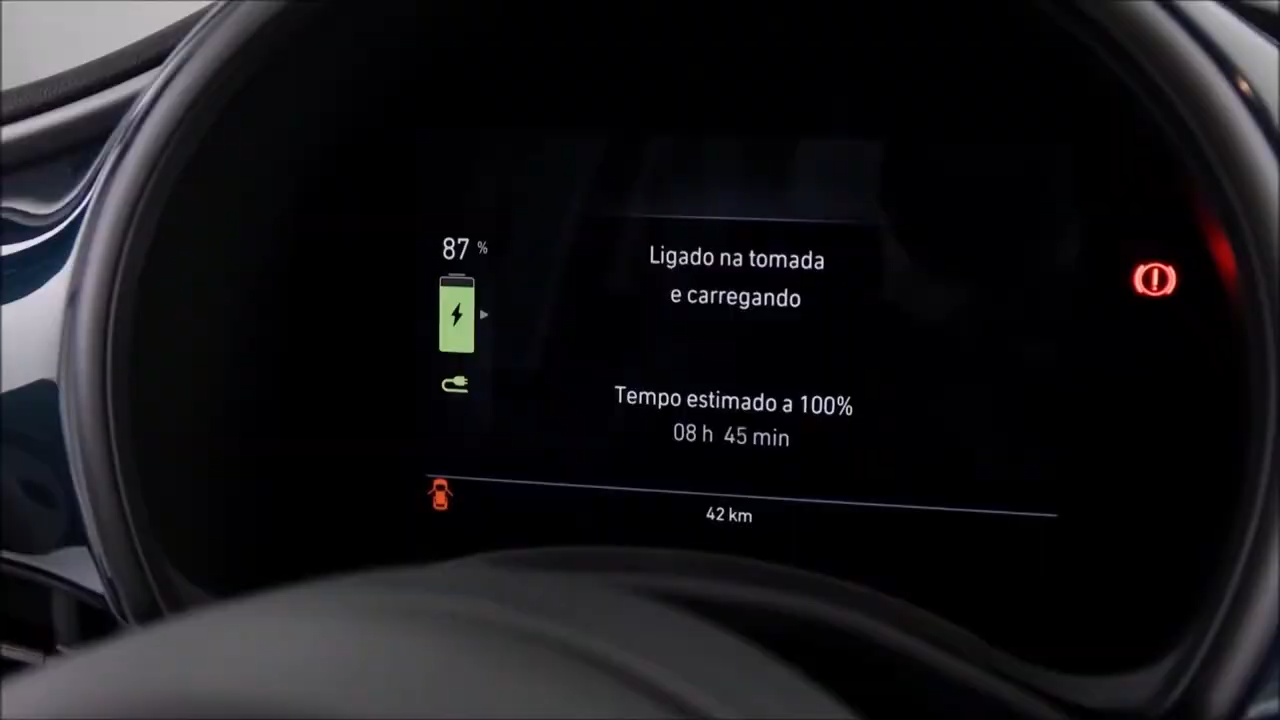 87 %
Ligado na tomada
e carregando
Tempo estimado a 100%
08 h 45 min
42 km